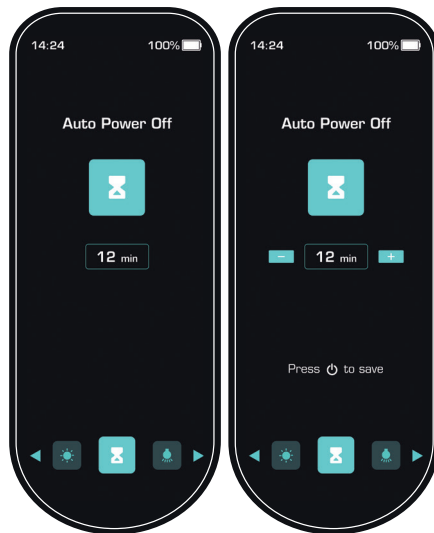 14:24 100%
Auto Power Off
12 min
14:24 100%
Auto Power Off
− 12 min +
Press ⏻ to save